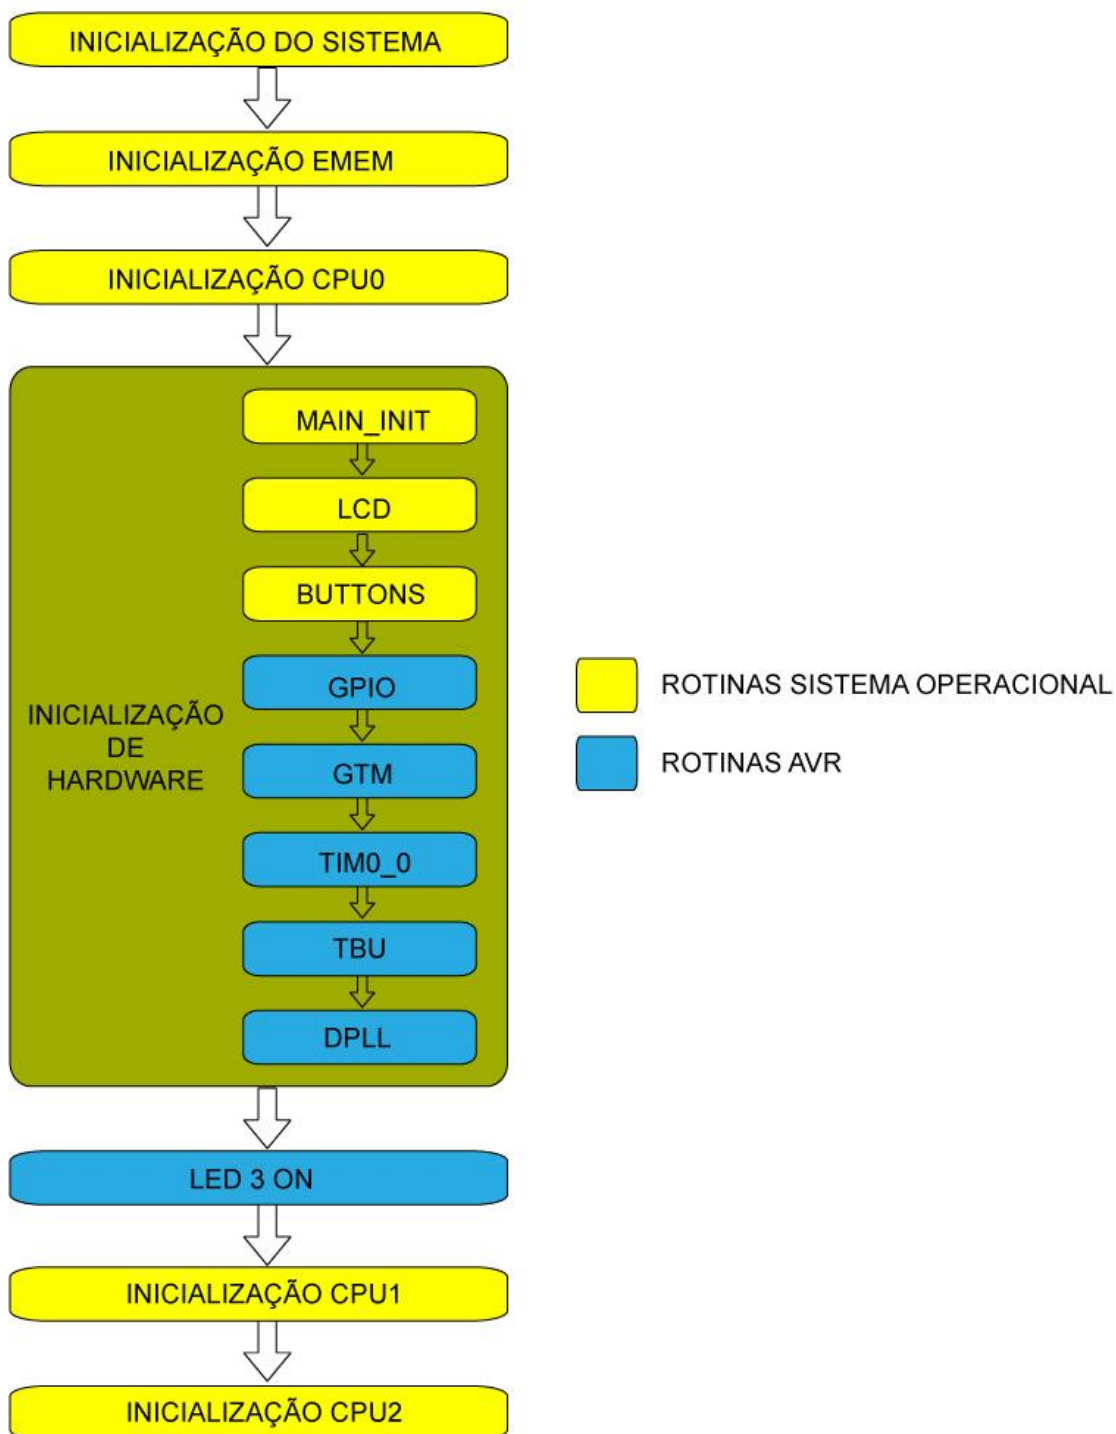 INICIALIZAÇÃO DO SISTEMA
INICIALIZAÇÃO EMEM
INICIALIZAÇÃO CPU0
MAIN_INIT
LCD
BUTTONS
GPIO
GTM
TIM0_0
TBU
DPLL
INICIALIZAÇÃO
DE
HARDWARE
LED 3 ON
INICIALIZAÇÃO CPU1
INICIALIZAÇÃO CPU2
ROTINAS SISTEMA OPERACIONAL
ROTINAS AVR